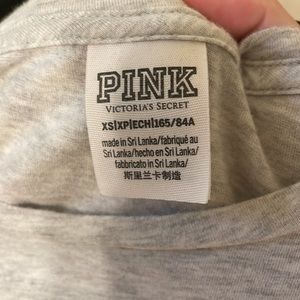 PINK
VICTORIA'S SECRET
XS|XP|ECH|165/84A
made in Sri Lanka/fabriqué au
Sri Lanka/hecho en Sri Lanka/
fabbricato in Sri Lanka/
斯里兰卡制造